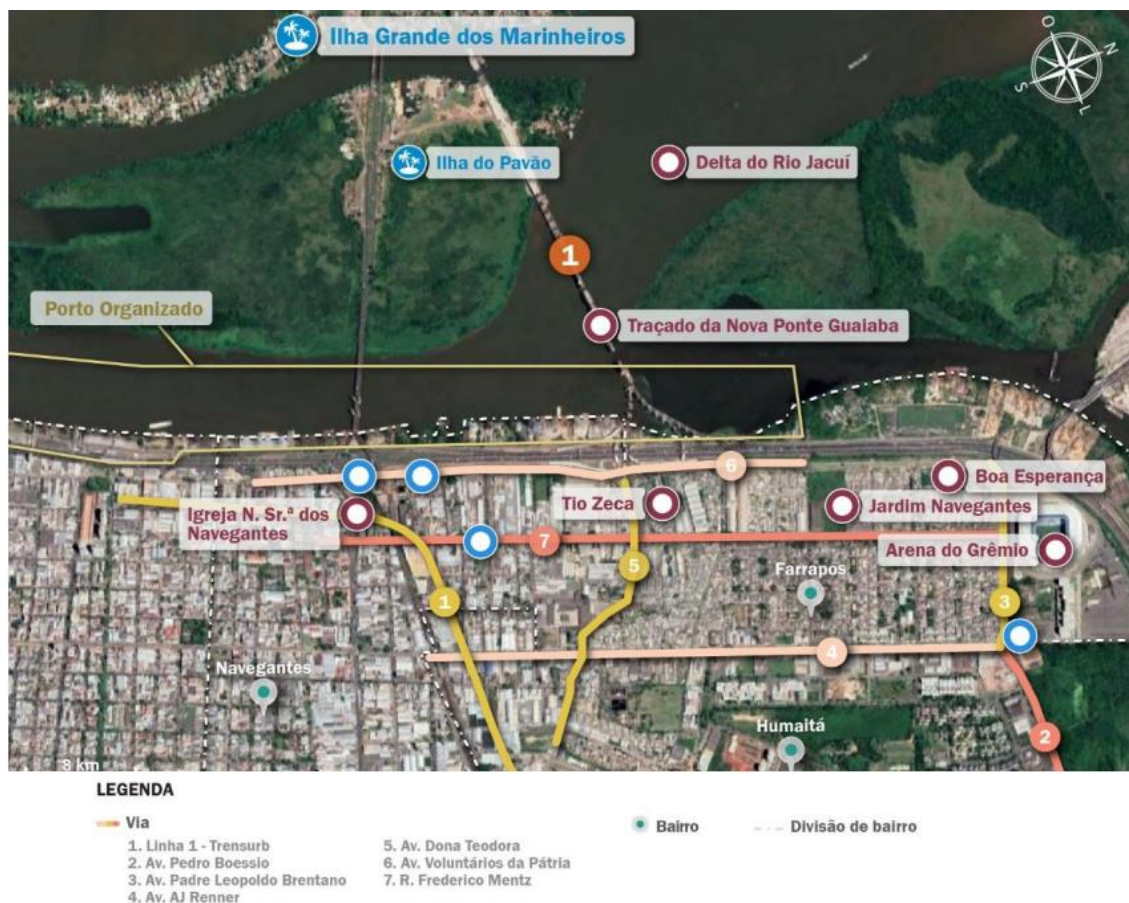 Ilha Grande dos Marinheiros
O
N
S
L
Ilha do Pavão
Delta do Rio Jacuí
1
Porto Organizado
Traçado da Nova Ponte Guaiaba
6
Boa Esperança
Igreja N. Sr.ª dos
Navegantes
Tio Zeca
Jardim Navegantes
7
Arena do Grêmio
5
Farrapos
1
3
4
Navegantes
Humaitá
2
8 km
LEGENDA
Via
1. Linha 1 - Trensurb
2. Av. Pedro Boessio
3. Av. Padre Leopoldo Brentano
4. Av. AJ Renner
5. Av. Dona Teodora
6. Av. Voluntários da Pátria
7. R. Frederico Mentz
Bairro
Divisão de bairro